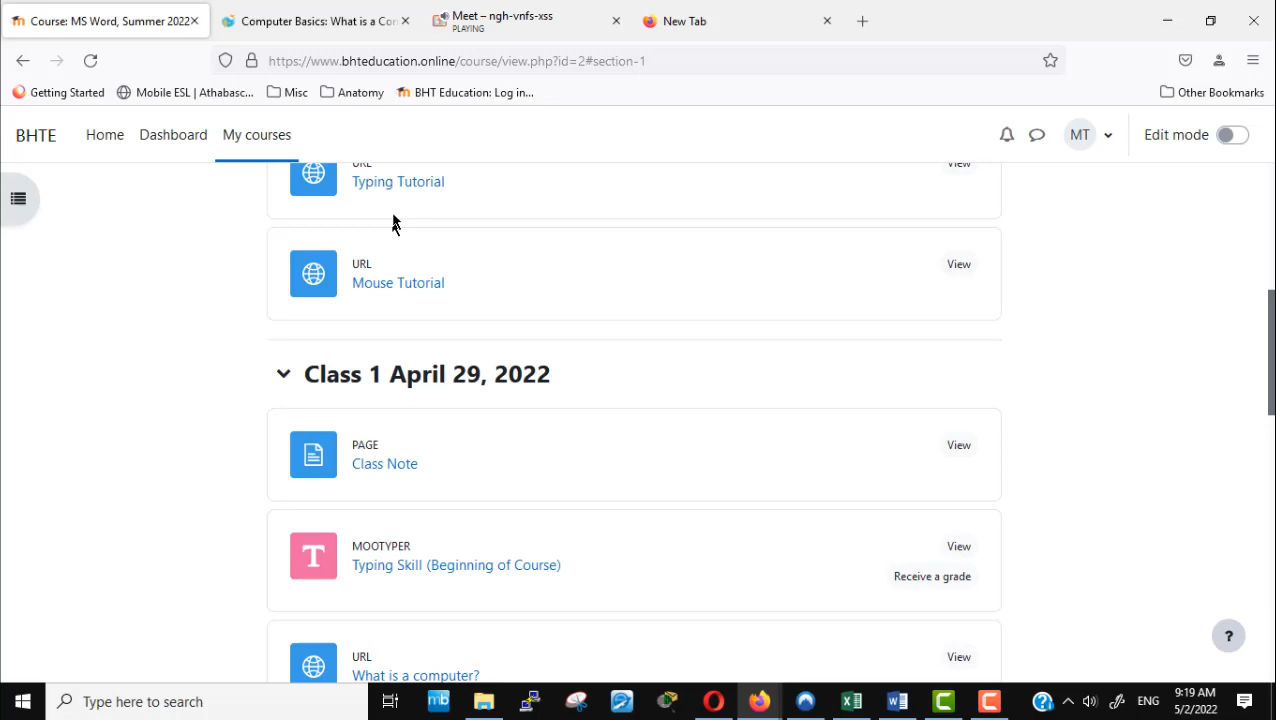 Course: MS Word, Summer 2022
Computer Basics: What is a Con
Meet – ngh-vnfs-xss
PLAYING
New Tab
https://www.bhteducation.online/course/view.php?id=2#section-1
Getting Started
Mobile ESL | Athabasc...
Misc
Anatomy
BHT Education: Log in...
Other Bookmarks
BHTE
Home
Dashboard
My courses
MT
Edit mode
URL
View
Typing Tutorial
URL
View
Mouse Tutorial
Class 1 April 29, 2022
PAGE
View
Class Note
MOOTYPER
View
Typing Skill (Beginning of Course)
Receive a grade
T
?
URL
View
What is a computer?
Type here to search
mb
ENG
9:19 AM
5/2/2022